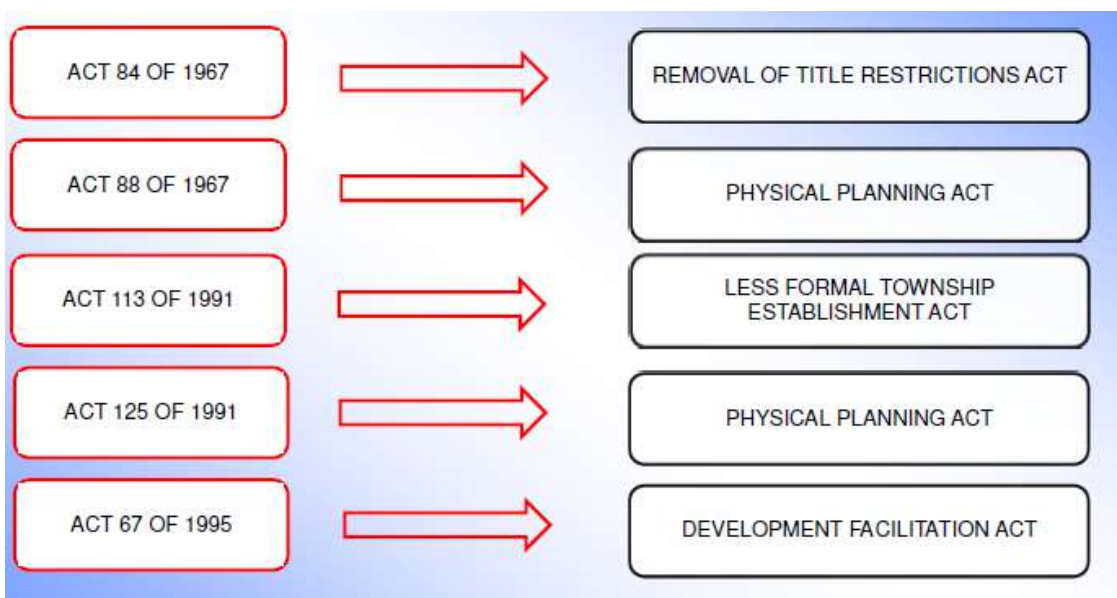 ACT 84 OF 1967
REMOVAL OF TITLE RESTRICTIONS ACT
ACT 88 OF 1967
PHYSICAL PLANNING ACT
ACT 113 OF 1991
LESS FORMAL TOWNSHIP
ESTABLISHMENT ACT
ACT 125 OF 1991
PHYSICAL PLANNING ACT
ACT 67 OF 1995
DEVELOPMENT FACILITATION ACT